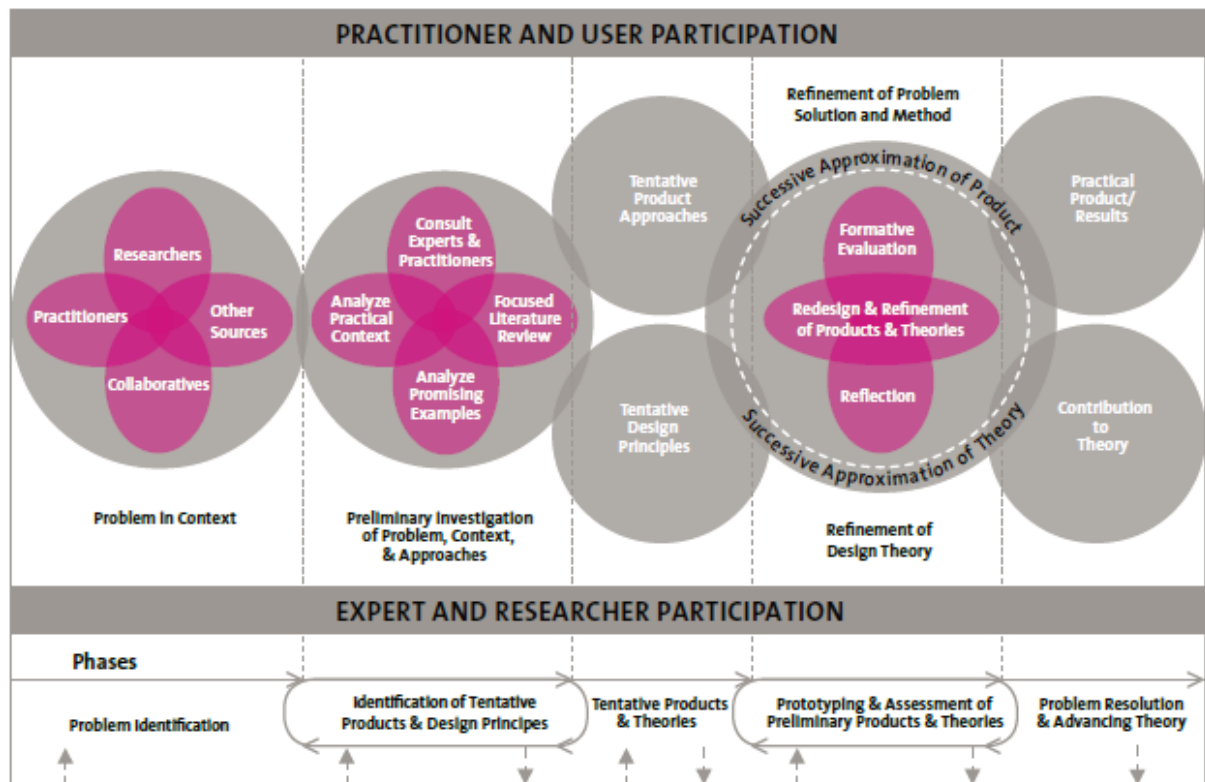 PRACTITIONER AND USER PARTICIPATION
Researchers
Practitioners
Other
Sources
Collaboratives
Problem in Context
Consult
Experts &
Practitioners
Analyze
Practical
Context
Focused
Literature
Review
Analyze
Promising
Examples
Preliminary Investigation
of Problem, Context,
& Approaches
Tentative
Product
Approaches
Tentative
Design
Principles
Refinement of Problem
Solution and Method
Successive Approximation of Product
Formative
Evaluation
Redesign & Refinement
of Products & Theories
Reflection
Successive Approximation of Theory
Refinement of
Design Theory
Practical
Product/
Results
Contribution
to
Theory
EXPERT AND RESEARCHER PARTICIPATION
Phases
Problem Identification
Identification of Tentative
Products & Design Principes
Tentative Products
& Theories
Prototyping & Assessment of
Preliminary Products & Theories
Problem Resolution
& Advancing Theory